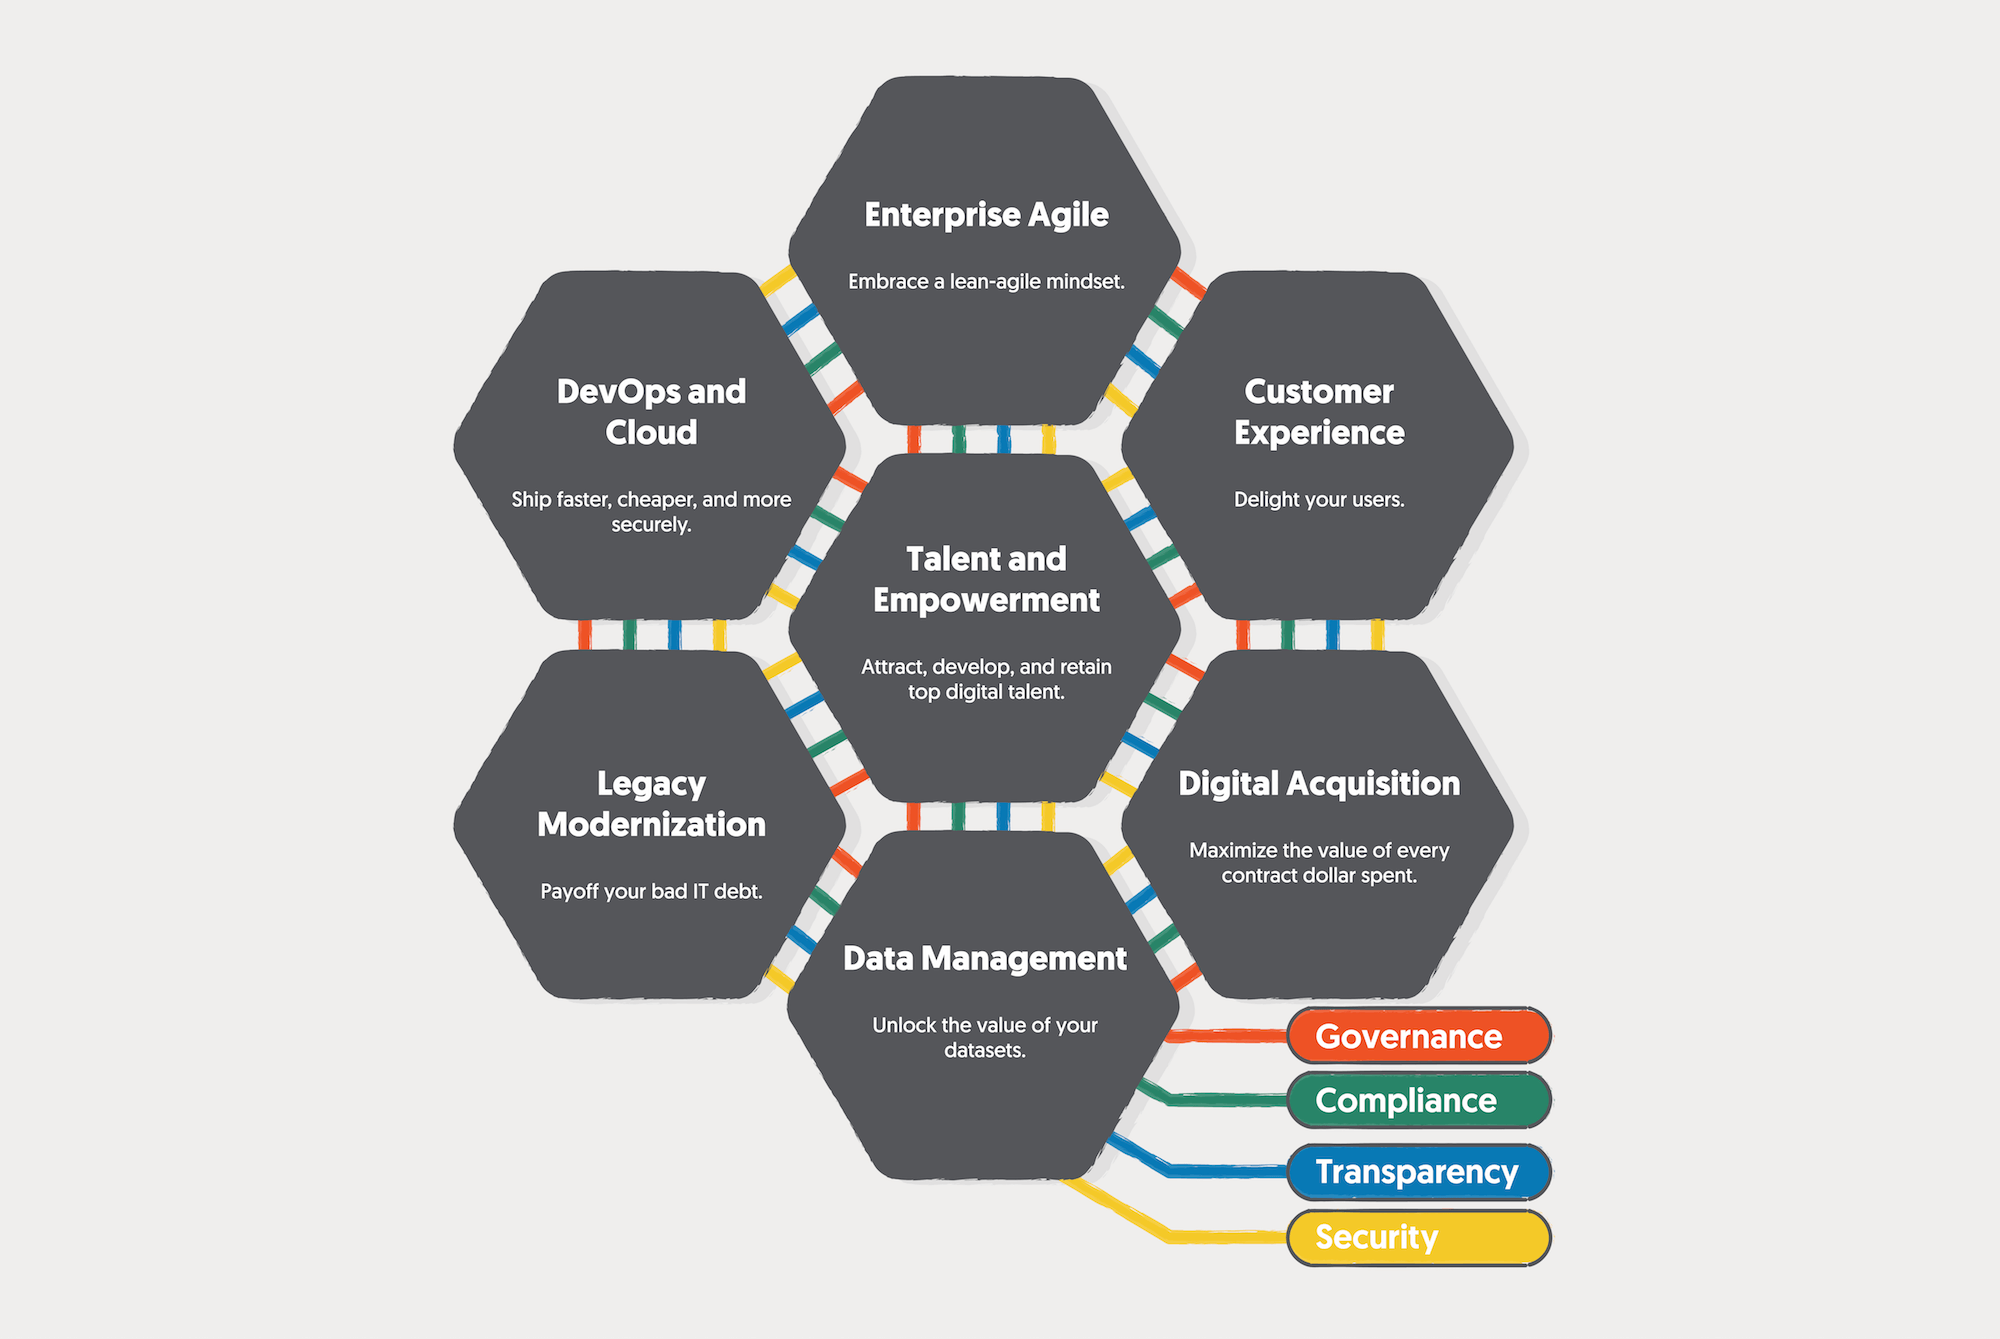 Enterprise Agile
Embrace a lean-agile mindset.
DevOps and
Cloud
Ship faster, cheaper, and more
securely.
Customer
Experience
Delight your users.
Talent and
Empowerment
Attract, develop, and retain
top digital talent.
Legacy
Modernization
Payoff your bad IT debt.
Digital Acquisition
Maximize the value of every
contract dollar spent.
Data Management
Unlock the value of your
datasets.
Governance
Compliance
Transparency
Security